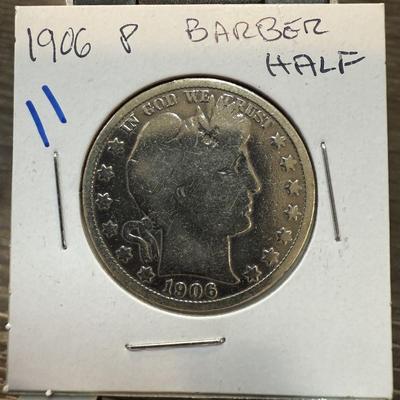 1906 P BARBER
HALF
11
IN GOD WE TRUST
1906